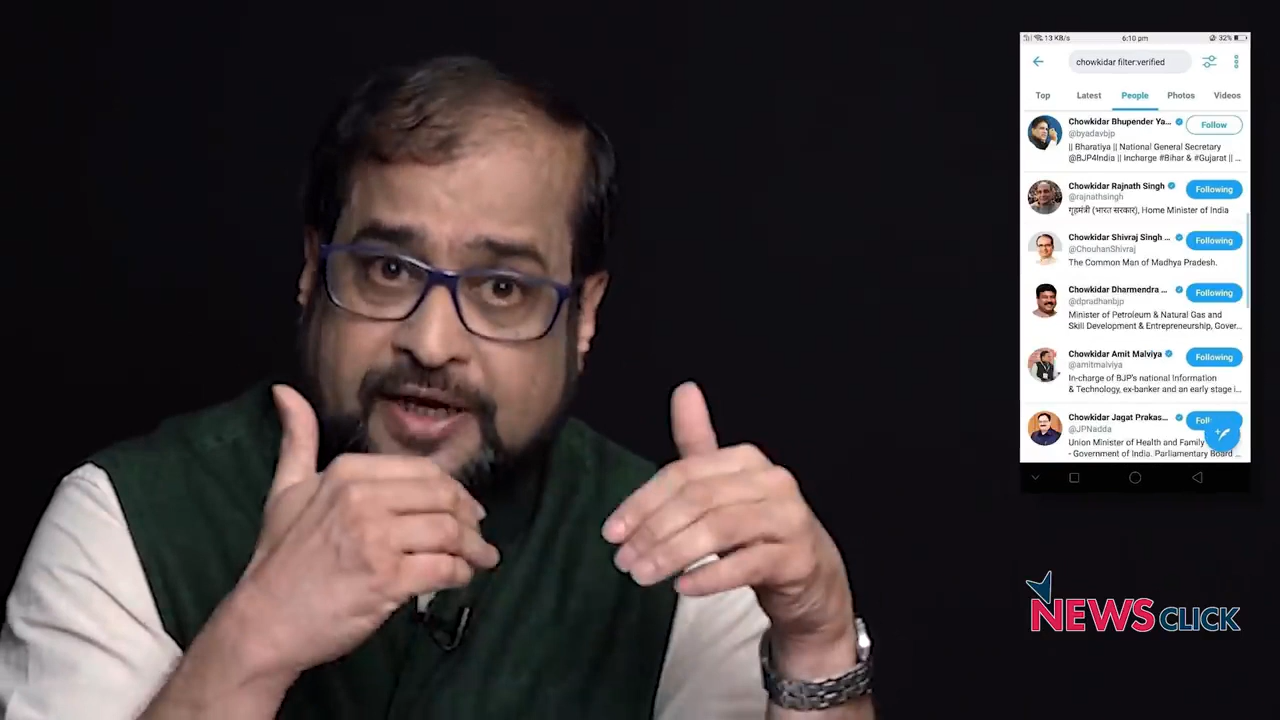 13 KB/s 6:10 pm 32%
chowkidar filter:verified
Top Latest People Photos Videos
Chowkidar Bhupender Ya...
@byadavbjp
Follow
|| Bharatiya || National General Secretary
@BJP4India || Incharge #Bihar & #Gujarat || ...
Chowkidar Rajnath Singh
@rajnathsingh
Following
गृहमंत्री (भारत सरकार), Home Minister of India
Chowkidar Shivraj Singh ...
@ChouhanShivraj
Following
The Common Man of Madhya Pradesh.
Chowkidar Dharmendra ...
@dpradhanbjp
Following
Minister of Petroleum & Natural Gas and
Skill Development & Entrepreneurship, Gover...
Chowkidar Amit Malviya
@amitmalviya
Following
In-charge of BJP's national Information
& Technology, ex-banker and an early stage i...
Chowkidar Jagat Prakas...
@JPNadda
Foll
Union Minister of Health and Family
- Government of India. Parliamentary Board ...
NEWSCLICK